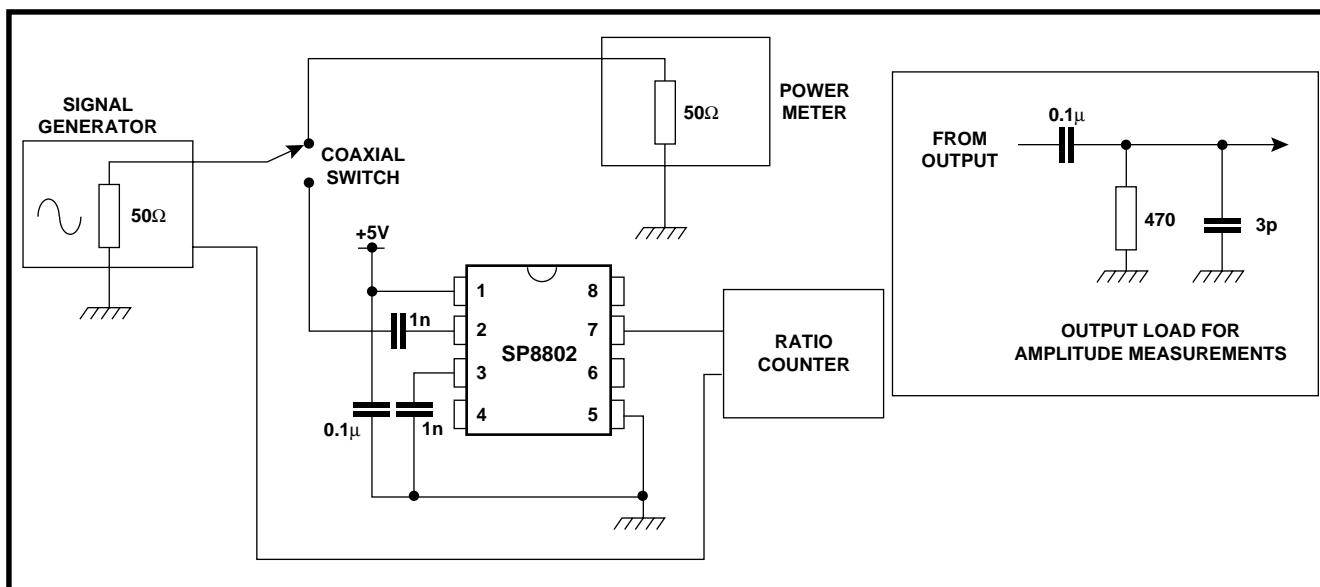 SIGNAL
GENERATOR
50Ω
COAXIAL
SWITCH
50Ω
POWER
METER
+5V
1n
0.1μ
1n
1
2
3
4
8
7
6
5
SP8802
RATIO
COUNTER
FROM
OUTPUT
0.1μ
470
3p
OUTPUT LOAD FOR
AMPLITUDE MEASUREMENTS